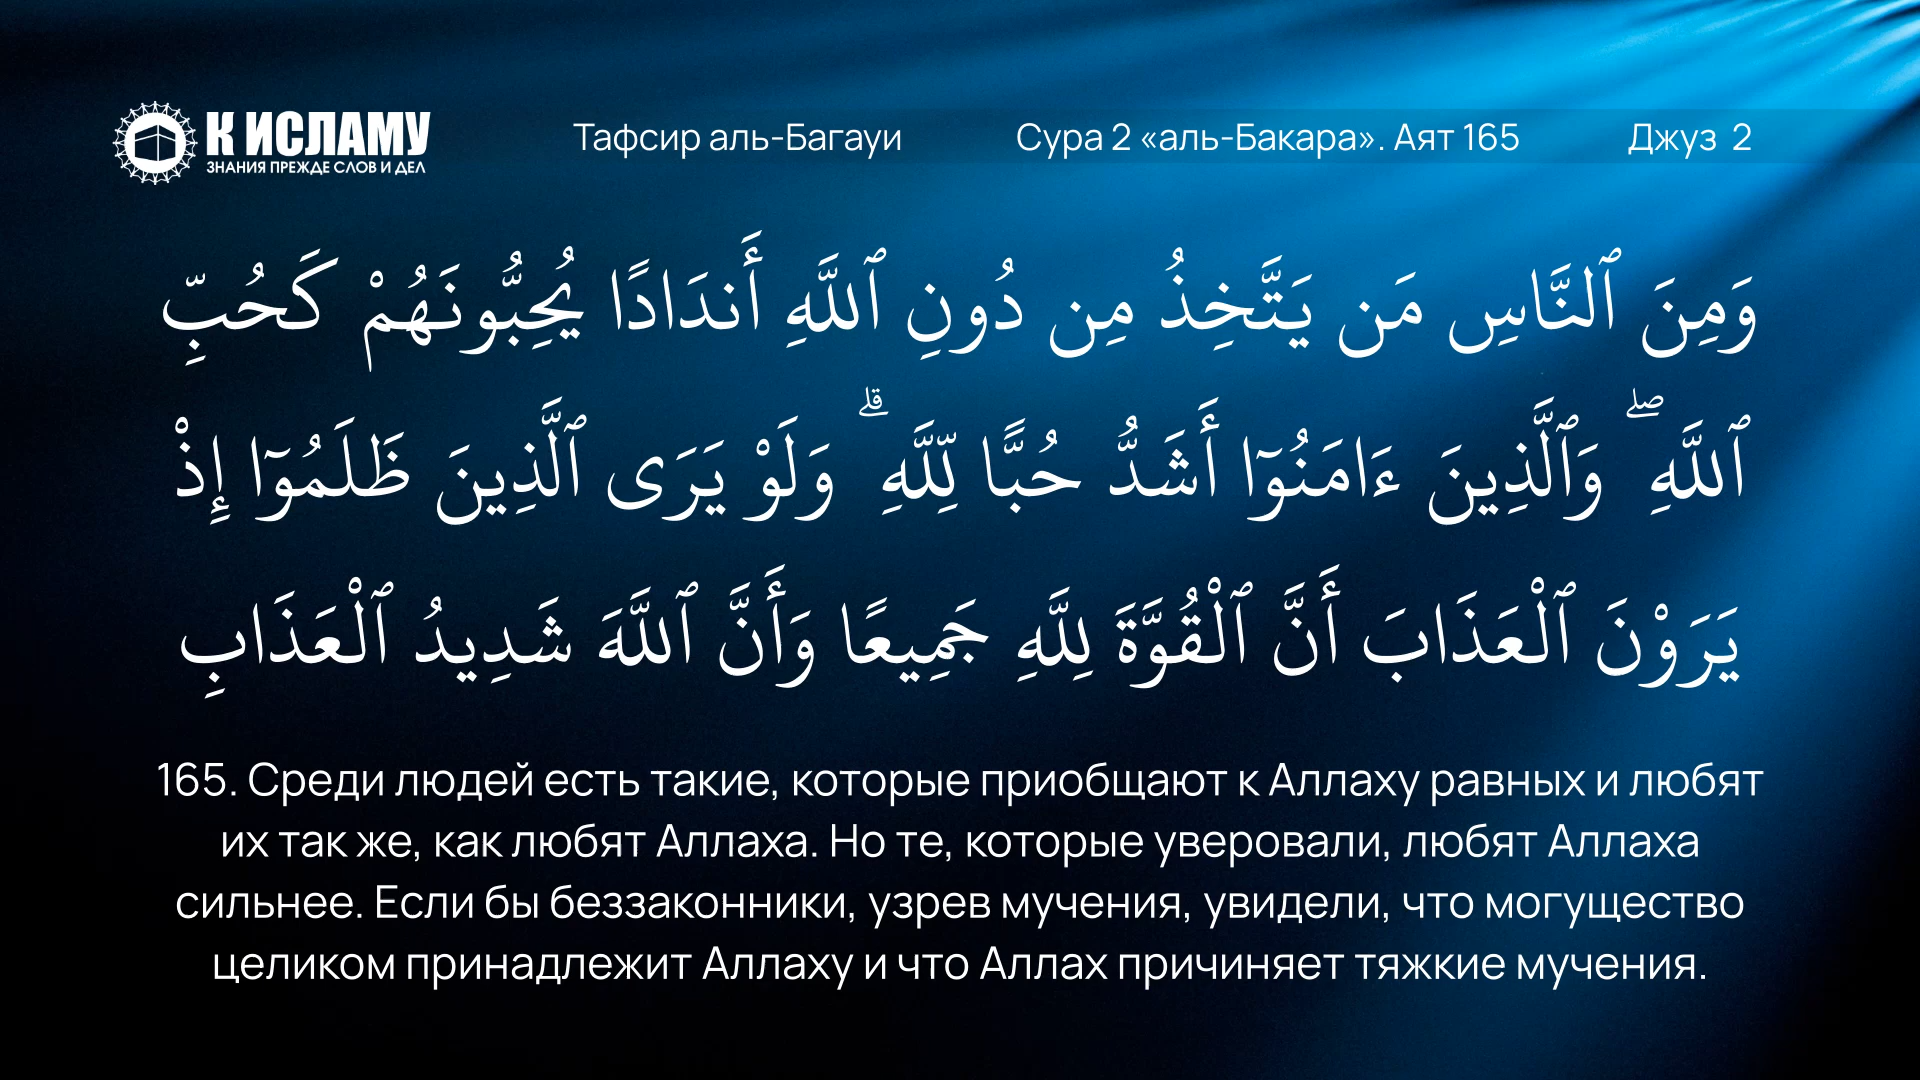 К ИСЛАМУ
ЗНАНИЯ ПРЕЖДЕ СЛОВ И ДЕЛ
Тафсир аль-Багауи
Сура 2 «аль-Бакара». Аят 165
Джуз 2
وَمِنَ ٱلنَّاسِ مَن يَتَّخِذُ مِن دُونِ ٱللَّهِ أَندَادًا يُحِبُّونَهُمْ كَحُبِّ
ٱللَّهِ ۖ وَٱلَّذِينَ ءَامَنُوٓا أَشَدُّ حُبًّا لِّلَّهِ ۗ وَلَوْ يَرَى ٱلَّذِينَ ظَلَمُوٓا إِذْ
يَرَوْنَ ٱلْعَذَابَ أَنَّ ٱلْقُوَّةَ لِلَّهِ جَمِيعًا وَأَنَّ ٱللَّهَ شَدِيدُ ٱلْعَذَابِ
165. Среди людей есть такие, которые приобщают к Аллаху равных и любят
их так же, как любят Аллаха. Но те, которые уверовали, любят Аллаха
сильнее. Если бы беззаконники, узрев мучения, увидели, что могущество
целиком принадлежит Аллаху и что Аллах причиняет тяжкие мучения.